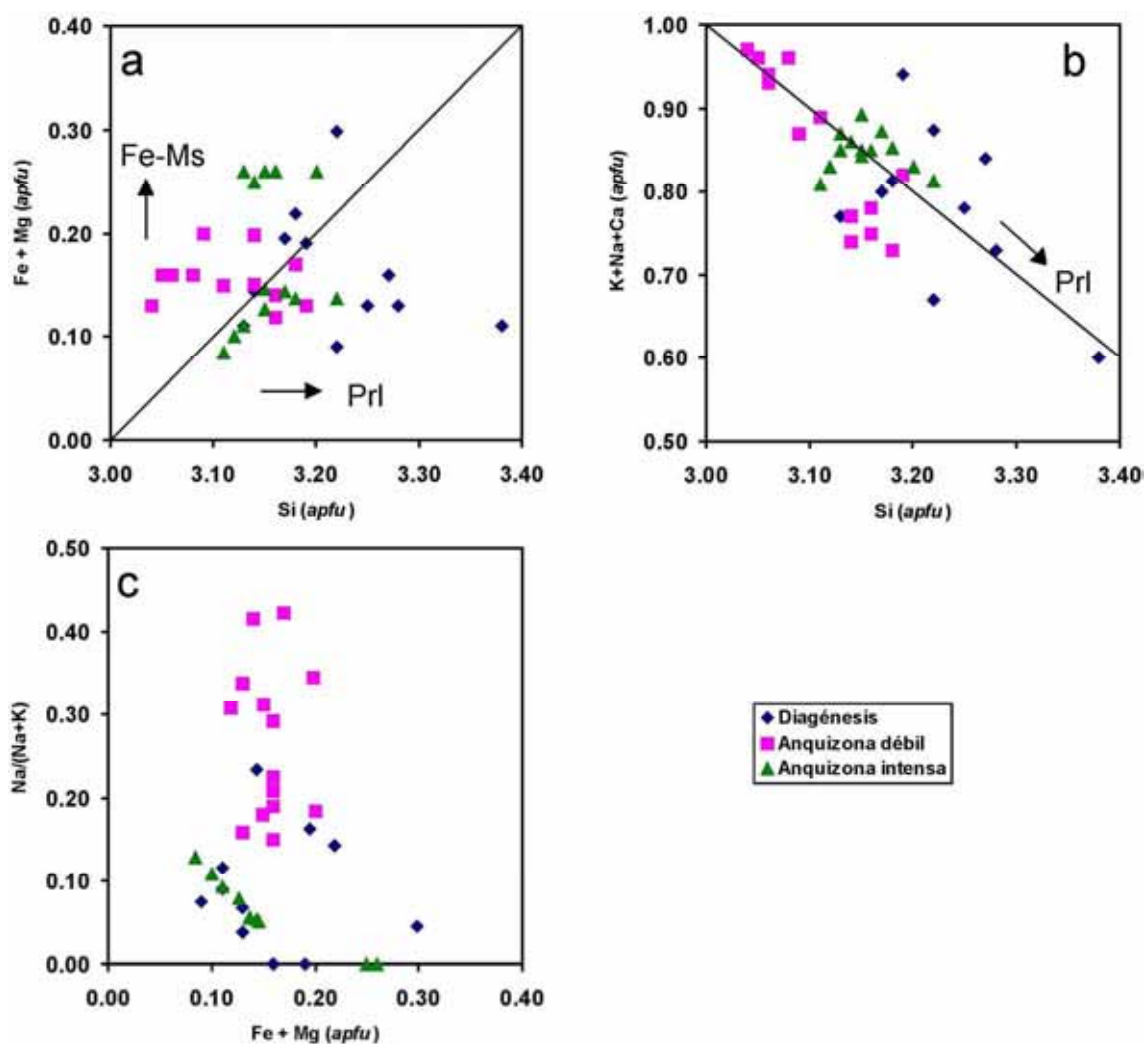 a
0.40
0.30
0.20
0.10
0.00
Fe + Mg (apfu)
Fe-Ms
Prl
3.00 3.10 3.20 3.30 3.40
Si (apfu)
b
1.00
0.90
0.80
0.70
0.60
0.50
K+Na+Ca (apfu)
Prl
3.00 3.10 3.20 3.30 3.40
Si (apfu)
c
0.50
0.40
0.30
0.20
0.10
0.00
Na/(Na+K)
0.00 0.10 0.20 0.30 0.40
Fe + Mg (apfu)
Diagénesis
Anquizona débil
Anquizona intensa